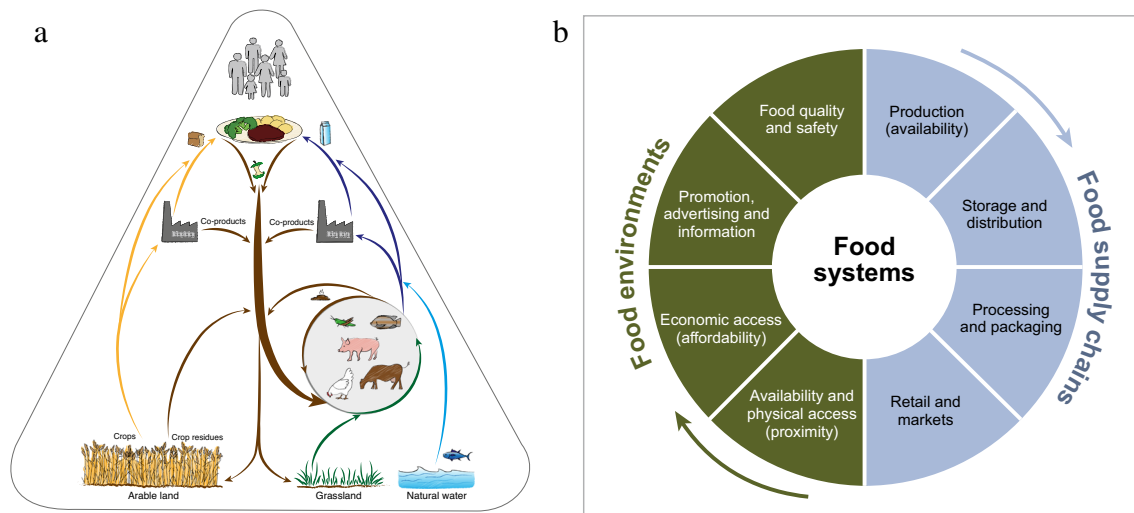 a
Co-products
Co-products
Crops
Crop residues
Arable land
Grassland
Natural water
b
Food environments
Food supply chains
Food quality
and safety
Production
(availability)
Promotion,
advertising and
information
Storage and
distribution
Food
systems
Economic access
(affordability)
Processing
and packaging
Availability and
physical access
(proximity)
Retail and
markets